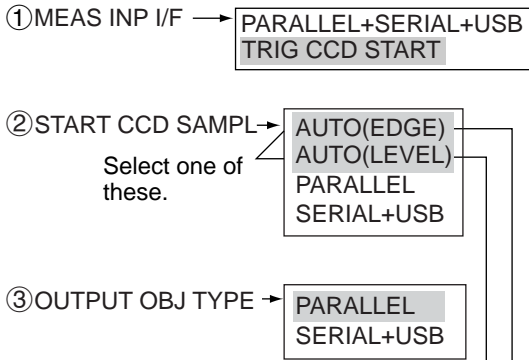 ①MEAS INP I/F
PARALLEL+SERIAL+USB
TRIG CCD START
②START CCD SAMPL
AUTO(EDGE)
AUTO(LEVEL)
PARALLEL
SERIAL+USB
Select one of
these.
③OUTPUT OBJ TYPE
PARALLEL
SERIAL+USB